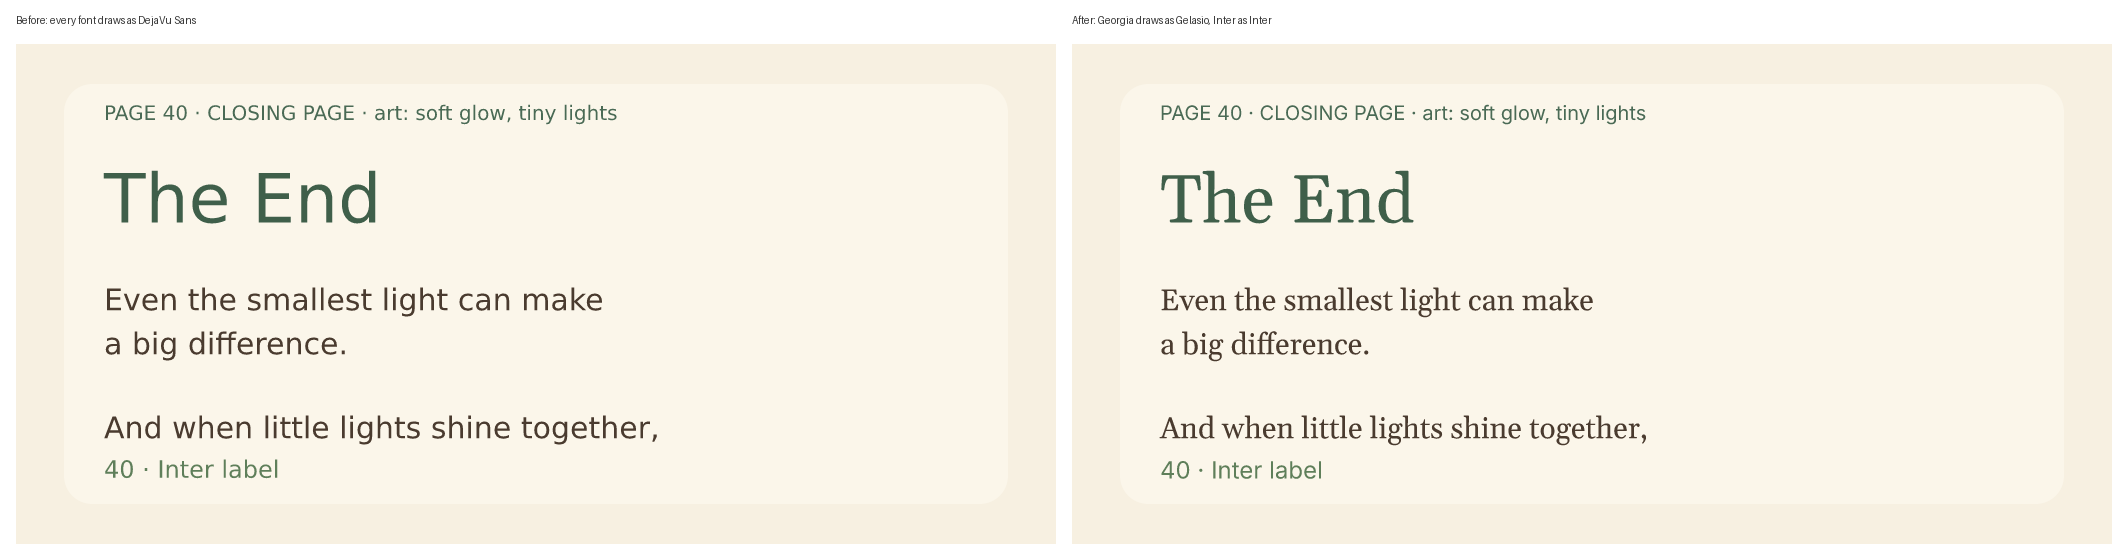 Before: every font draws as DejaVu Sans
PAGE 40 · CLOSING PAGE · art: soft glow, tiny lights
The End
Even the smallest light can make
a big difference.
And when little lights shine together,
40 · Inter label
After: Georgia draws as Gelasio, Inter as Inter
PAGE 40 · CLOSING PAGE · art: soft glow, tiny lights
The End
Even the smallest light can make
a big difference.
And when little lights shine together,
40 · Inter label